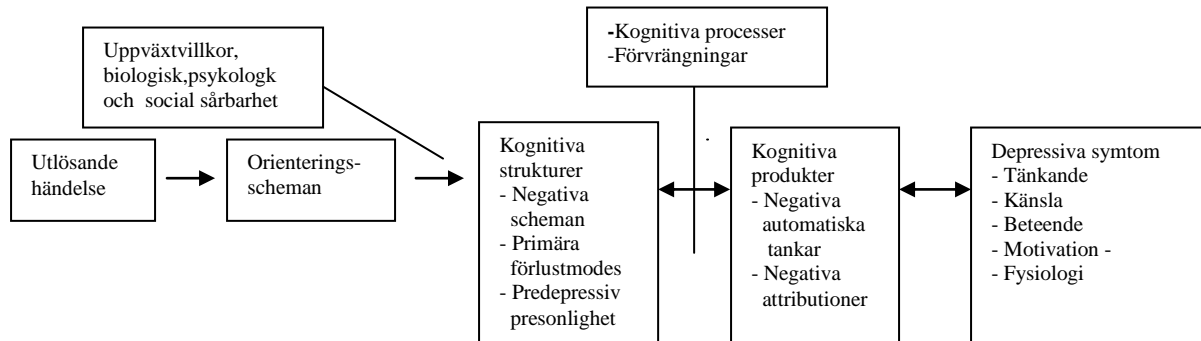 Uppväxtvillkor,
biologisk,psykologk
och social sårbarhet
-Kognitiva processer
-Förvrängningar
Utlösande
händelse
Orienterings-
scheman
Kognitiva
strukturer
- Negativa
scheman
- Primära
förlustmodes
- Predepressiv
presonlighet
Kognitiva
produkter
- Negativa
automatiska
tankar
- Negativa
attributioner
Depressiva symtom
- Tänkande
- Känsla
- Beteende
- Motivation -
- Fysiologi